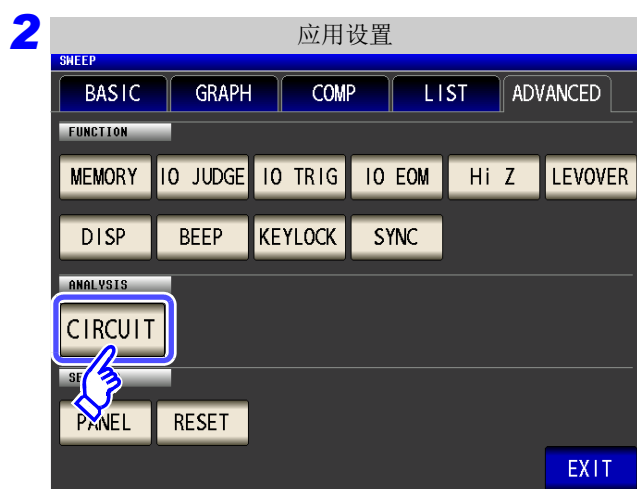 2
应用设置
SWEEP
BASIC GRAPH COMP LIST ADVANCED
FUNCTION
MEMORY IO JUDGE IO TRIG IO EOM Hi Z LEVOVER
DISP BEEP KEYLOCK SYNC
ANALYSIS
CIRCUIT
PANEL RESET
EXIT